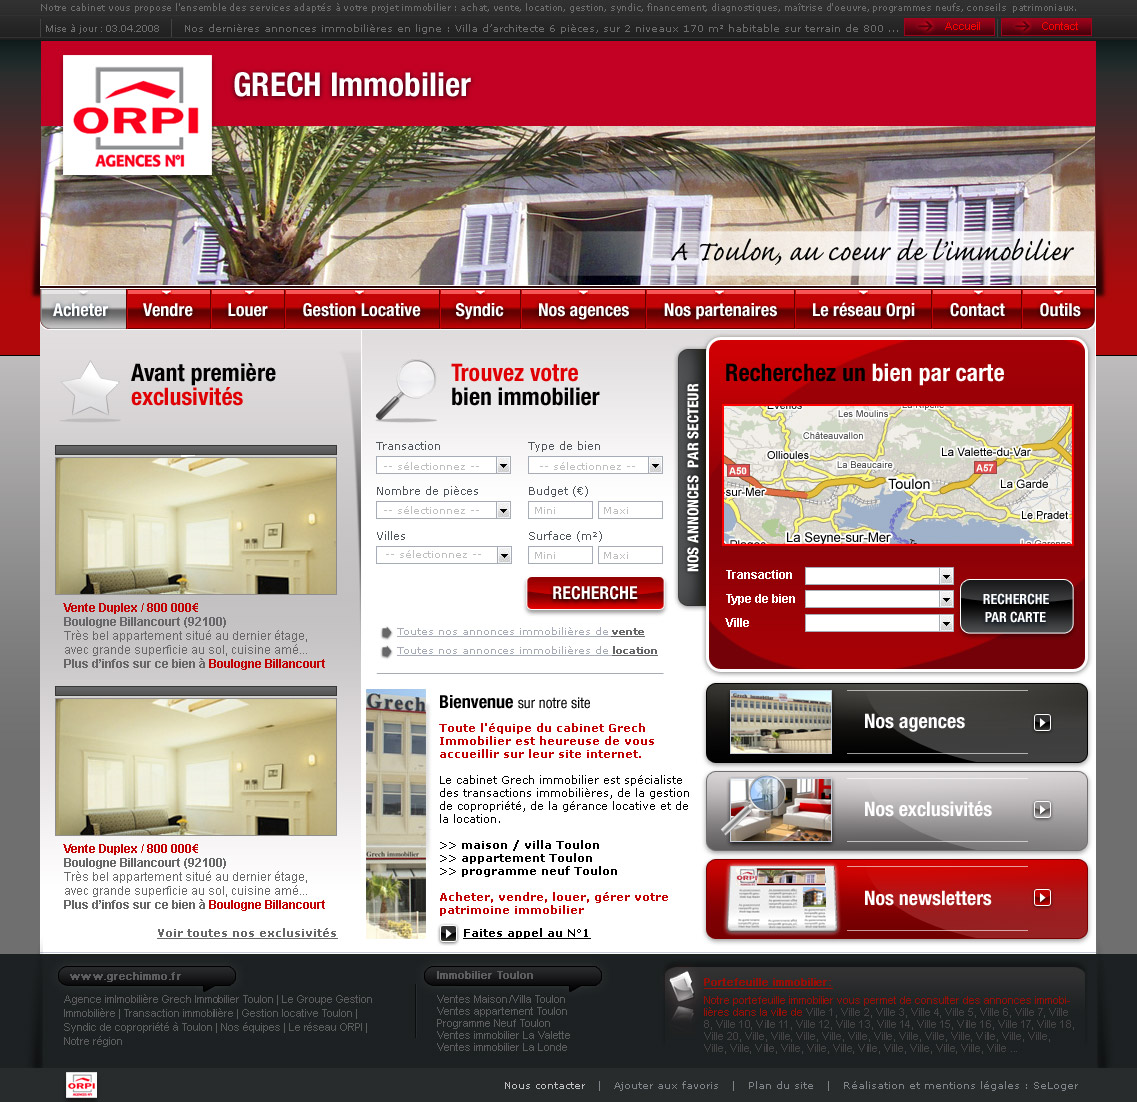 Notre cabinet vous propose l'ensemble des services adaptés à votre projet immobilier : achat, vente, location, gestion, syndic, financement, diagnostiques, maîtrise d'oeuvre, programmes neufs, conseils patrimoniaux.
Mise à jour : 03.04.2008
Nos dernières annonces immobilières en ligne : Villa d'architecte 6 pièces, sur 2 niveaux 170 m² habitable sur terrain de 800 ...
Accueil
Contact
ORPI
AGENCES N°1
GRECH Immobilier
A Toulon, au coeur de l'immobilier
Acheter
Vendre
Louer
Gestion Locative
Syndic
Nos agences
Nos partenaires
Le réseau Orpi
Contact
Outils
Avant première
exclusivités
Vente Duplex / 800 000€
Boulogne Billancourt (92100)
Très bel appartement situé au dernier étage,
avec grande superficie au sol, cuisine amé...
Plus d'infos sur ce bien à Boulogne Billancourt
Vente Duplex / 800 000€
Boulogne Billancourt (92100)
Très bel appartement situé au dernier étage,
avec grande superficie au sol, cuisine amé...
Plus d'infos sur ce bien à Boulogne Billancourt
Voir toutes nos exclusivités
Trouvez votre
bien immobilier
Transaction
Type de bien
-- sélectionnez --
-- sélectionnez --
Nombre de pièces
Budget (€)
-- sélectionnez --
Mini
Maxi
Villes
Surface (m²)
-- sélectionnez --
Mini
Maxi
RECHERCHE
Toutes nos annonces immobilières de vente
Toutes nos annonces immobilières de location
Grech
Grech immobilier
Bienvenue sur notre site
Toute l'équipe du cabinet Grech
Immobilier est heureuse de vous
accueillir sur leur site internet.
Le cabinet Grech immobilier est spécialiste
des transactions immobilières, de la gestion
de copropriété, de la gérance locative et de
la location.
>> maison / villa Toulon
>> appartement Toulon
>> programme neuf Toulon
Acheter, vendre, louer, gérer votre
patrimoine immobilier
Faites appel au N°1
NOS ANNONCES PAR SECTEUR
Recherchez un bien par carte
Evenos
Les Moulins
La Ripelle
Châteauvallon
Ollioules
La Beaucaire
La Valette-du-Var
A50
A57
sur-Mer
Toulon
La Garde
Le Pradet
La Seyne-sur-Mer
La Garonne
Transaction
Type de bien
Ville
RECHERCHE
PAR CARTE
Grech Immobilier
Nos agences
Nos exclusivités
ORPI
Nos newsletters
www.grechimmo.fr
Agence imlmobilière Grech Immobilier Toulon | Le Groupe Gestion
Immobilière | Transaction immobilière | Gestion locative Toulon |
Syndic de copropriété à Toulon | Nos équipes | Le réseau ORPI |
Notre région
Immobilier Toulon
Ventes Maison/Villa Toulon
Ventes appartement Toulon
Programme Neuf Toulon
Ventes immobilier La Valette
Ventes immobilier La Londe
Portefeuille immobilier:
Notre portefeuille immobilier vous permet de consulter des annonces immobi-
lières dans la villa de Ville 1, Ville 2, Ville 3, Ville 4, Ville 5, Ville 6, Ville 7, Ville
8, Ville 10, Ville 11, Ville 12, Ville 13, Ville 14, Ville 15, Ville 16, Ville 17, Ville 18,
Ville 20, Ville, Ville, Ville, Ville, Ville, Ville, Ville, Ville, Ville, Ville, Ville, Ville,
Ville, Ville, Ville, Ville, Ville, Ville, Ville, Ville, Ville, Ville, Ville, Ville ...
ORPI
AGENCES N°1
Nous contacter | Ajouter aux favoris | Plan du site | Réalisation et mentions légales : SeLoger